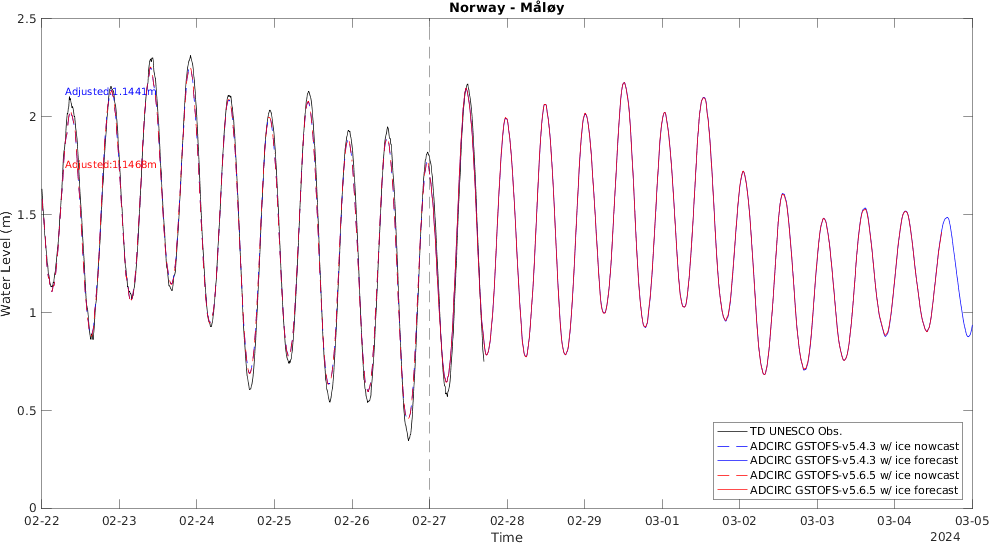 Norway - Måløy
2.5
2
1.5
1
0.5
0
Water Level (m)
Adjusted:1.1441m
Adjusted:1.1468m
TD UNESCO Obs.
ADCIRC GSTOFS-v5.4.3 w/ ice nowcast
ADCIRC GSTOFS-v5.4.3 w/ ice forecast
ADCIRC GSTOFS-v5.6.5 w/ ice nowcast
ADCIRC GSTOFS-v5.6.5 w/ ice forecast
02-22 02-23 02-24 02-25 02-26 02-27 02-28 02-29 03-01 03-02 03-03 03-04 03-05
Time
2024